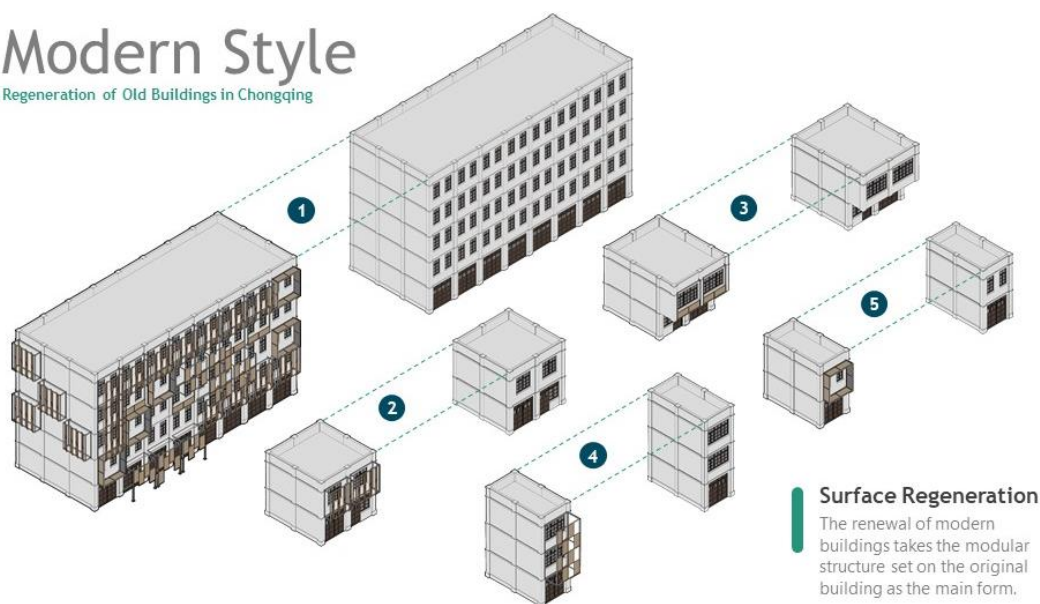 Modern Style
Regeneration of Old Buildings in Chongqing
1
3
5
2
4
Surface Regeneration
The renewal of modern
buildings takes the modular
structure set on the original
building as the main form.